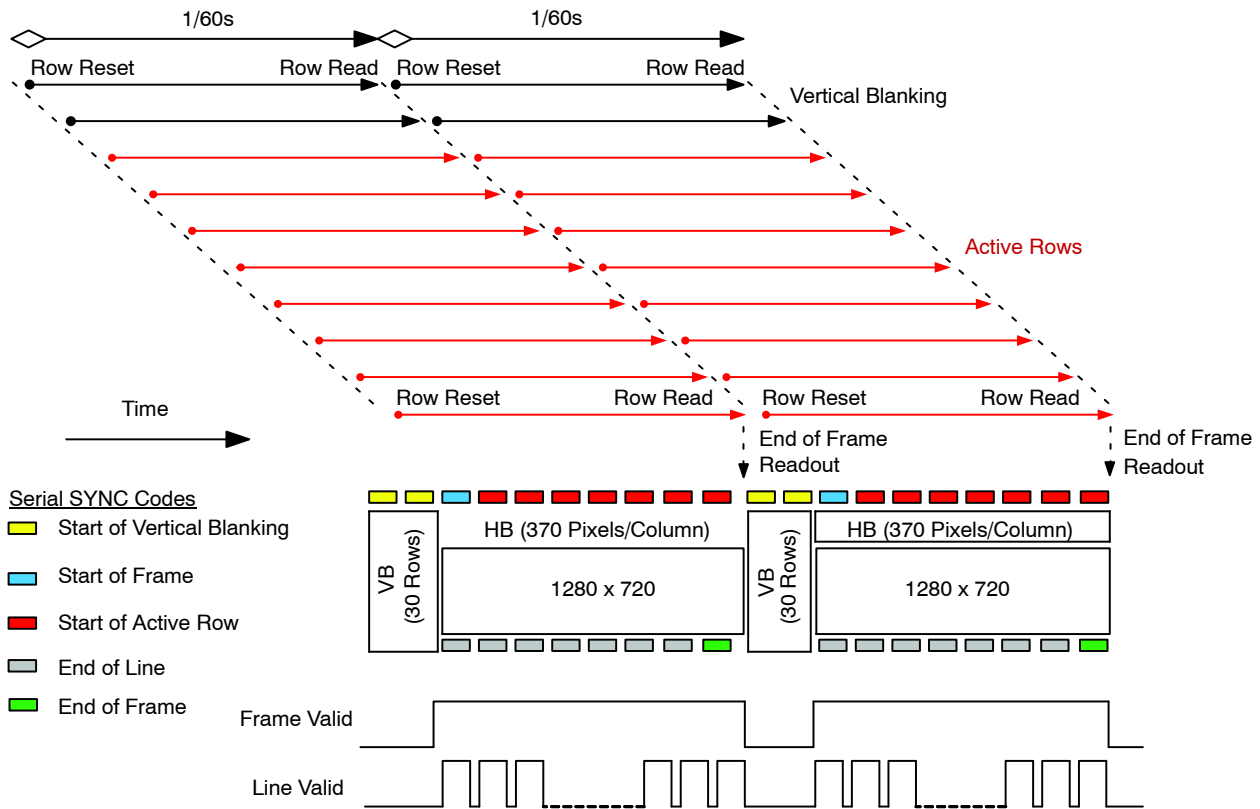 1/60s
1/60s
Row Reset
Row Read
Row Reset
Row Read
Vertical Blanking
Active Rows
Row Reset
Row Read
Row Reset
Row Read
Time
End of Frame
Readout
End of Frame
Readout
Serial SYNC Codes
Start of Vertical Blanking
Start of Frame
Start of Active Row
End of Line
End of Frame
VB
(30 Rows)
HB (370 Pixels/Column)
1280 x 720
VB
(30 Rows)
HB (370 Pixels/Column)
1280 x 720
Frame Valid
Line Valid